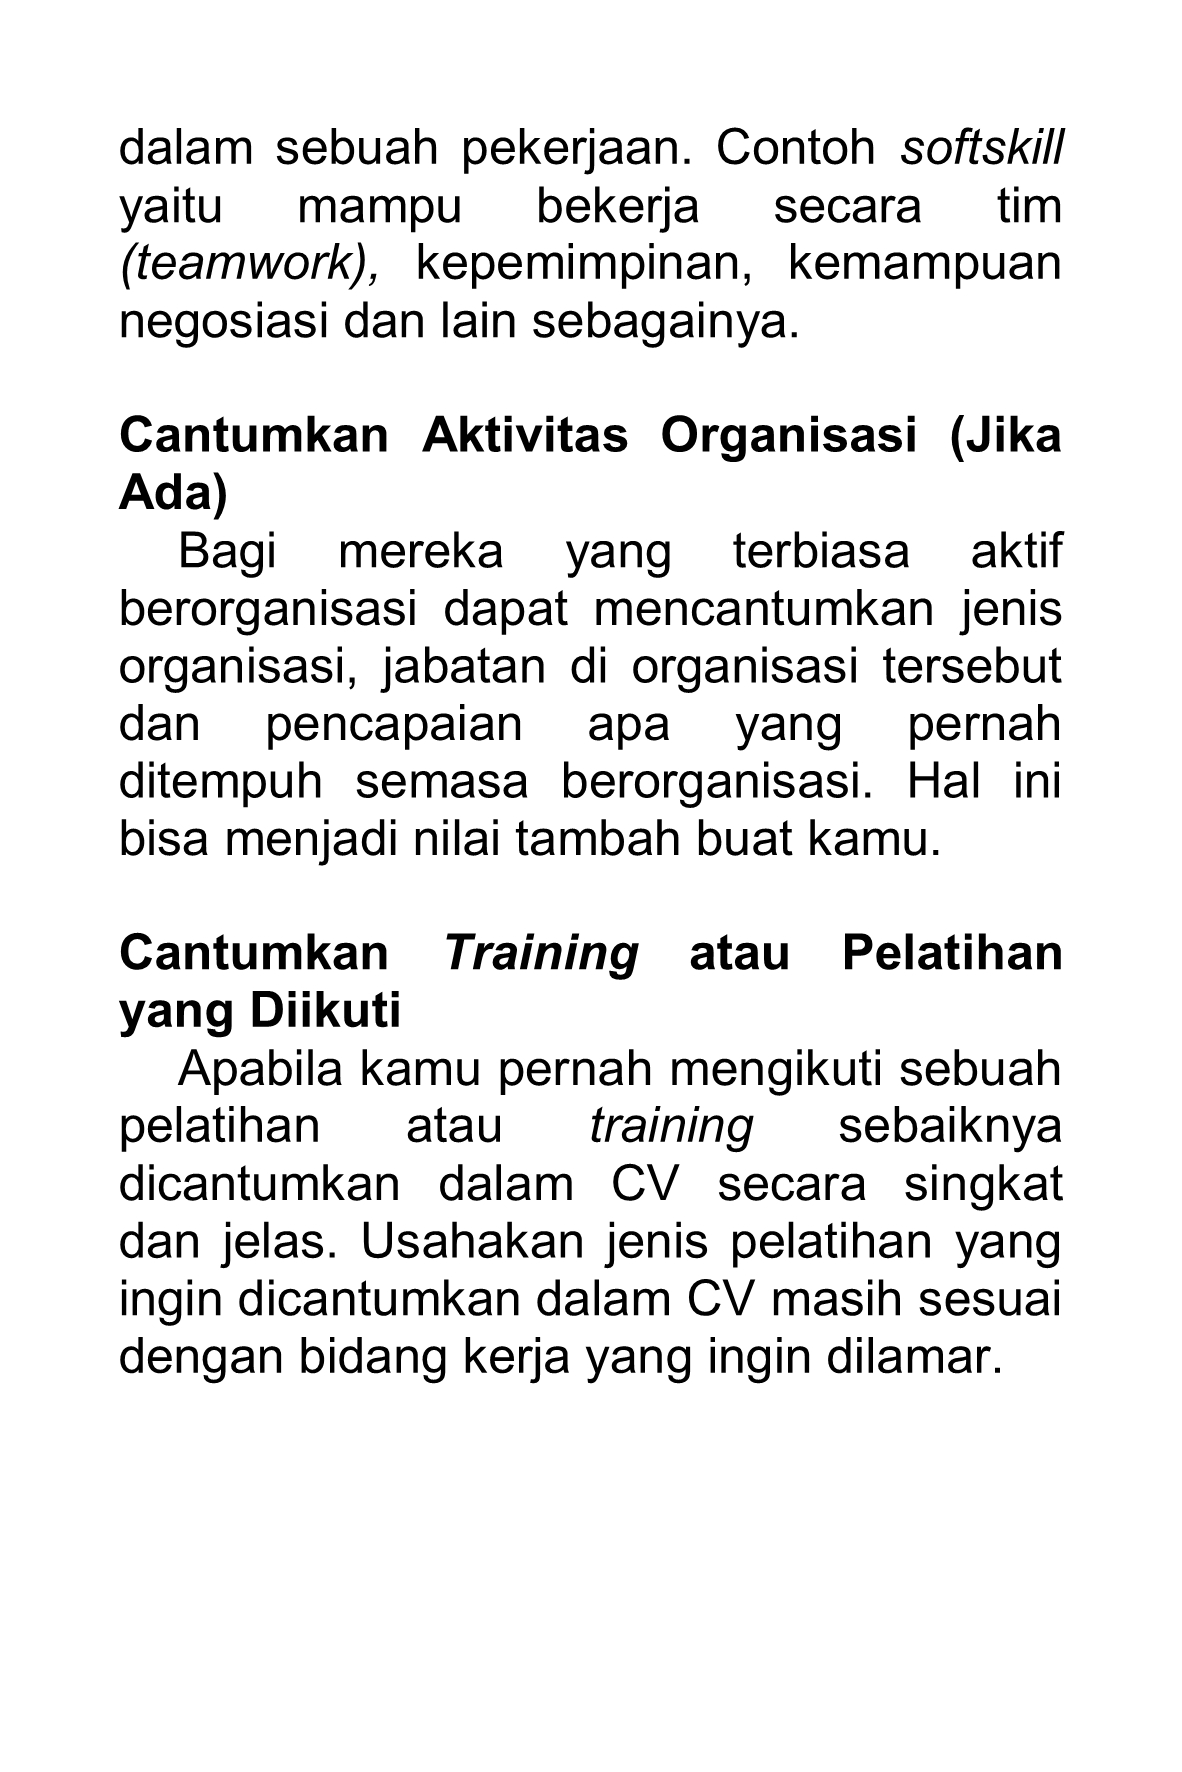 dalam sebuah pekerjaan. Contoh softskill
yaitu mampu bekerja secara tim
(teamwork), kepemimpinan, kemampuan
negosiasi dan lain sebagainya.
Cantumkan Aktivitas Organisasi (Jika
Ada)
Bagi mereka yang terbiasa aktif
berorganisasi dapat mencantumkan jenis
organisasi, jabatan di organisasi tersebut
dan pencapaian apa yang pernah
ditempuh semasa berorganisasi. Hal ini
bisa menjadi nilai tambah buat kamu.
Cantumkan Training atau Pelatihan
yang Diikuti
Apabila kamu pernah mengikuti sebuah
pelatihan atau training sebaiknya
dicantumkan dalam CV secara singkat
dan jelas. Usahakan jenis pelatihan yang
ingin dicantumkan dalam CV masih sesuai
dengan bidang kerja yang ingin dilamar.